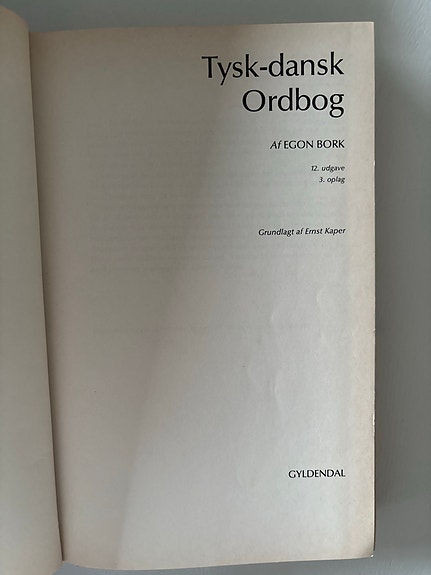 Tysk-dansk
Ordbog
Af EGON BORK
12. udgave
3. oplag
Grundlagt af Ernst Kaper
GYLDENDAL